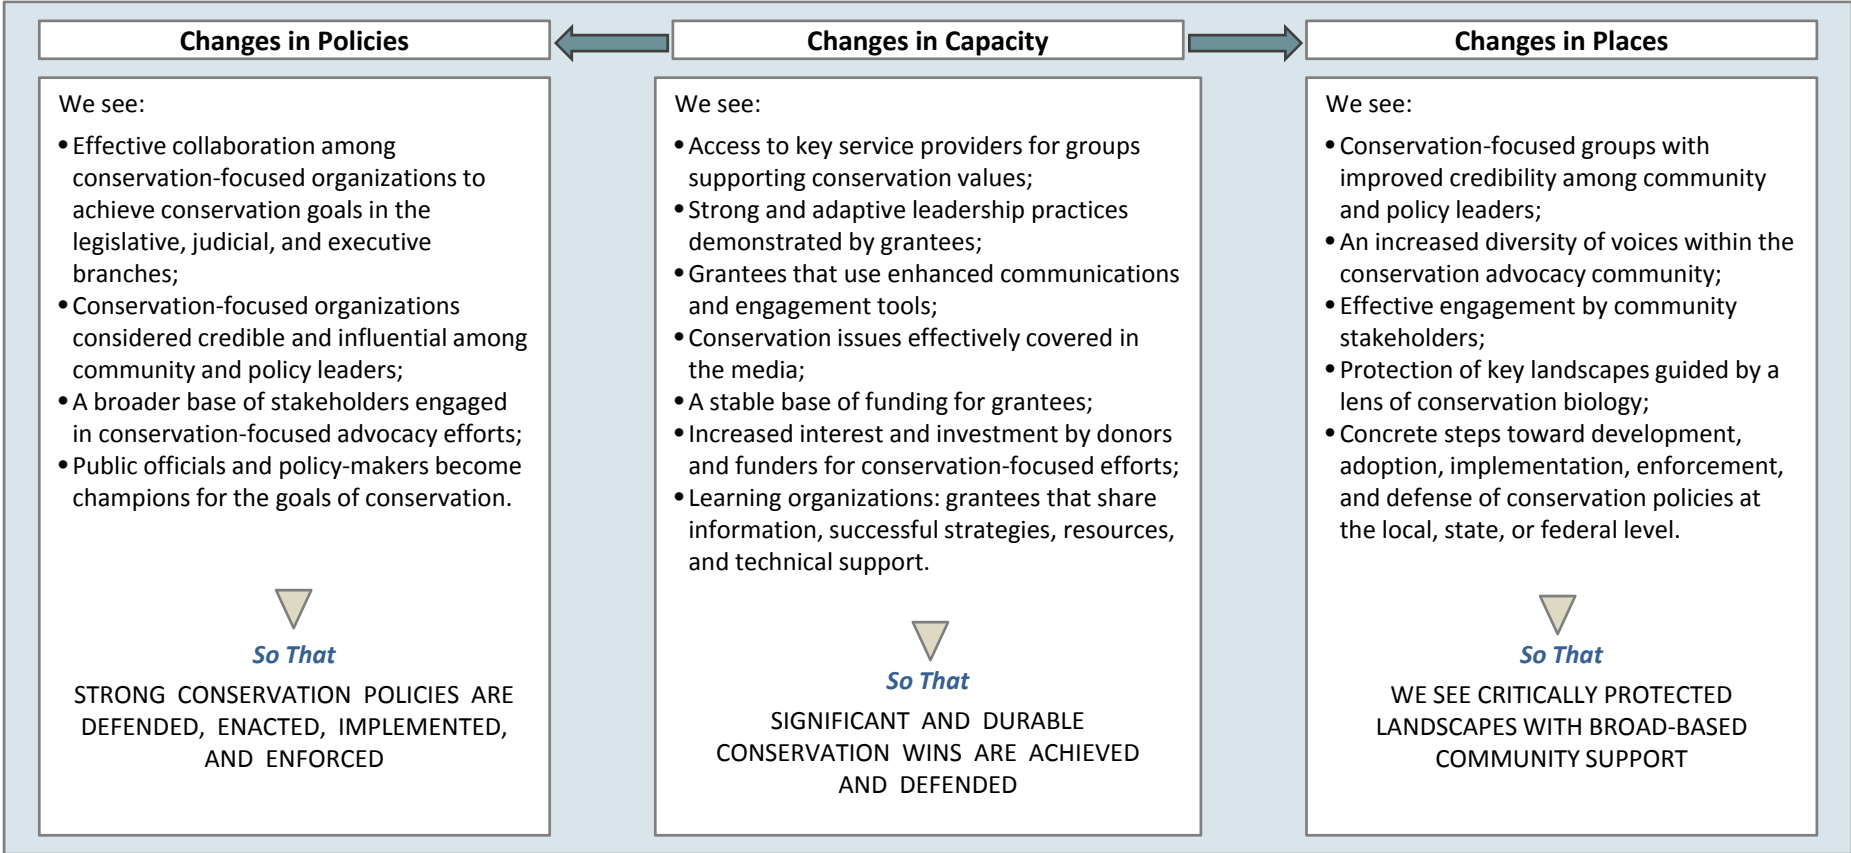 Changes in Policies
We see:
• Effective collaboration among
conservation-focused organizations to
achieve conservation goals in the
legislative, judicial, and executive
branches;
• Conservation-focused organizations
considered credible and influential among
community and policy leaders;
• A broader base of stakeholders engaged
in conservation-focused advocacy efforts;
• Public officials and policy-makers become
champions for the goals of conservation.
So That
STRONG CONSERVATION POLICIES ARE
DEFENDED, ENACTED, IMPLEMENTED,
AND ENFORCED
Changes in Capacity
We see:
• Access to key service providers for groups
supporting conservation values;
• Strong and adaptive leadership practices
demonstrated by grantees;
• Grantees that use enhanced communications
and engagement tools;
• Conservation issues effectively covered in
the media;
• A stable base of funding for grantees;
• Increased interest and investment by donors
and funders for conservation-focused efforts;
• Learning organizations: grantees that share
information, successful strategies, resources,
and technical support.
So That
SIGNIFICANT AND DURABLE
CONSERVATION WINS ARE ACHIEVED
AND DEFENDED
Changes in Places
We see:
• Conservation-focused groups with
improved credibility among community
and policy leaders;
• An increased diversity of voices within the
conservation advocacy community;
• Effective engagement by community
stakeholders;
• Protection of key landscapes guided by a
lens of conservation biology;
• Concrete steps toward development,
adoption, implementation, enforcement,
and defense of conservation policies at
the local, state, or federal level.
So That
WE SEE CRITICALLY PROTECTED
LANDSCAPES WITH BROAD-BASED
COMMUNITY SUPPORT